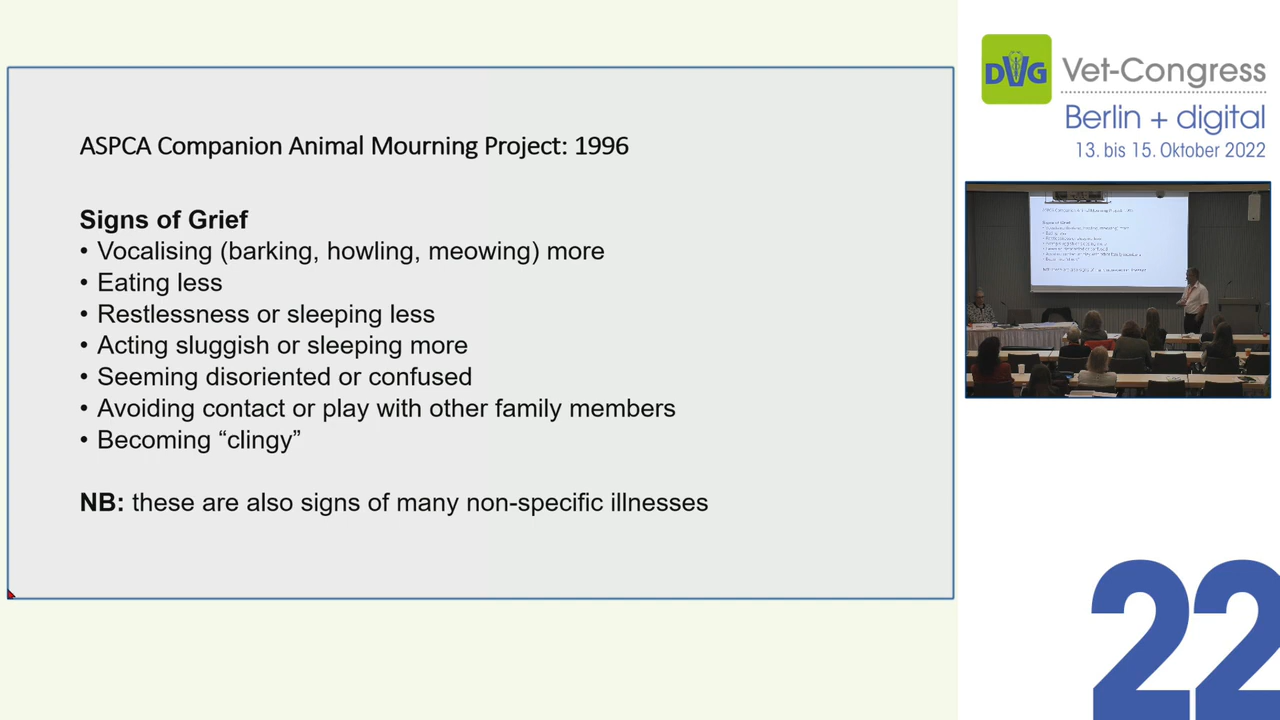 ASPCA Companion Animal Mourning Project: 1996
Signs of Grief
• Vocalising (barking, howling, meowing) more
• Eating less
• Restlessness or sleeping less
• Acting sluggish or sleeping more
• Seeming disoriented or confused
• Avoiding contact or play with other family members
• Becoming “clingy”
NB: these are also signs of many non-specific illnesses
DVG
Vet-Congress
Berlin + digital
13. bis 15. Oktober 2022
22